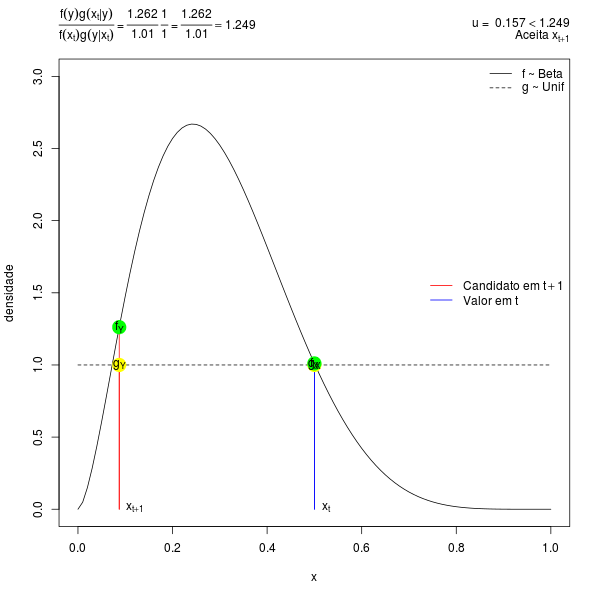 f(y)g(xₜ|y) / f(xₜ)g(y|xₜ) = 1.262 / 1.01 1 / 1 = 1.262 / 1.01 = 1.249
u = 0.157 < 1.249
Aceita xₜ₊₁
f ~ Beta
g ~ Unif
3.0
2.5
2.0
1.5
1.0
0.5
0.0
densidade
Candidato em t + 1
Valor em t
fY
gY
xₜ₊₁
xₜ
0.0 0.2 0.4 0.6 0.8 1.0
x